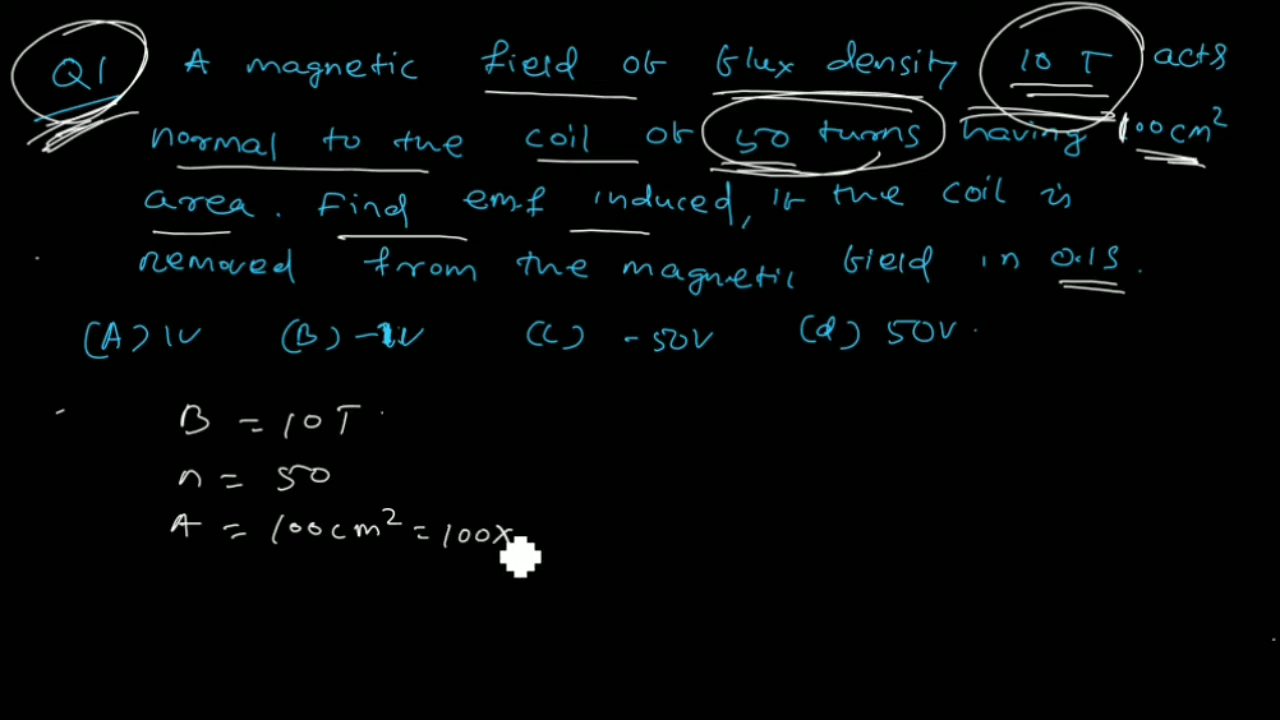 Q1 A magnetic field of flux density 10 T acts
normal to the coil of 50 turns having 100 cm²
area. Find emf induced, if the coil is
removed from the magnetic field in 0.1S.
(A) 1V (B) -1V (C) -50V (d) 50V.
B = 10T
n = 50
A = 100cm² = 100X